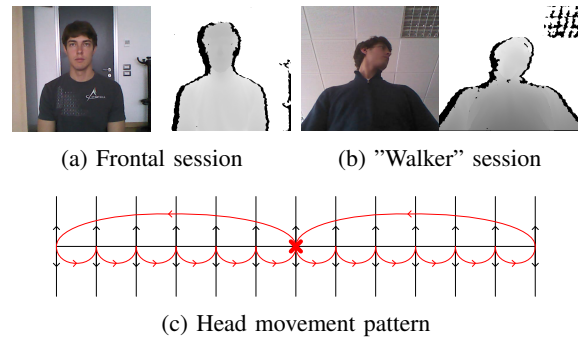 (a) Frontal session
(b) ”Walker” session
(c) Head movement pattern